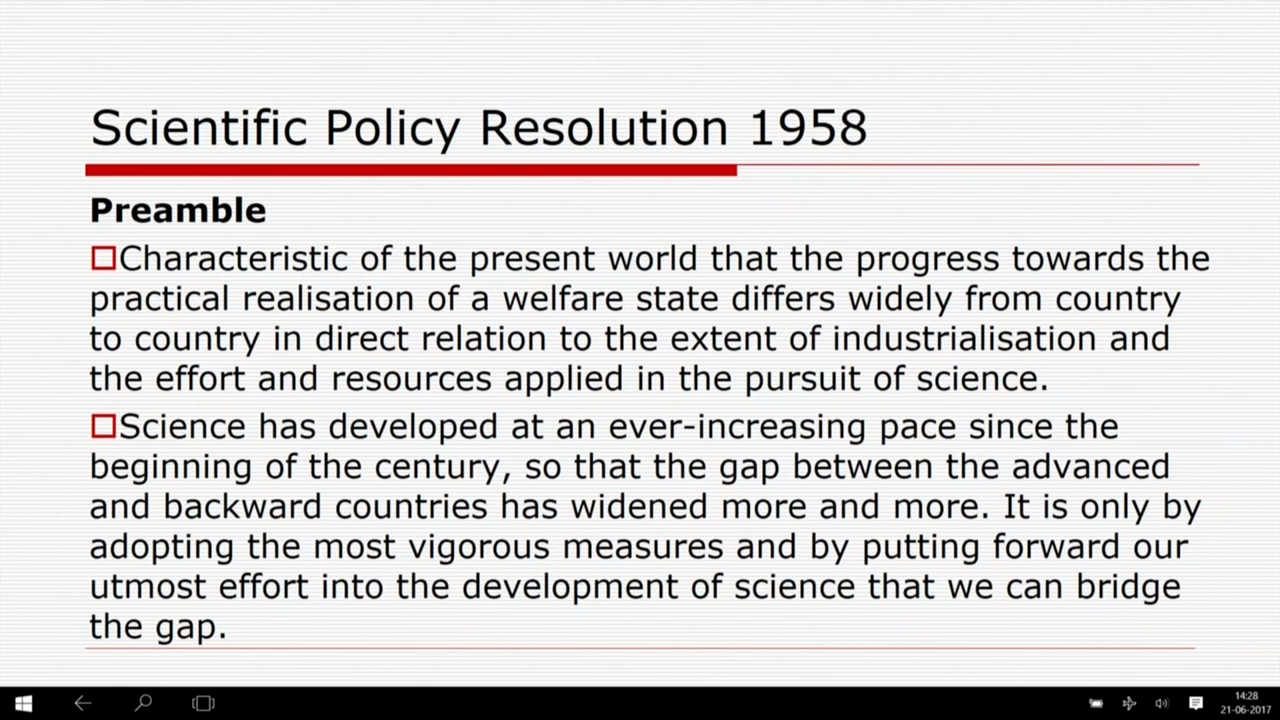 Scientific Policy Resolution 1958
Preamble
Characteristic of the present world that the progress towards the
practical realisation of a welfare state differs widely from country
to country in direct relation to the extent of industrialisation and
the effort and resources applied in the pursuit of science.
Science has developed at an ever-increasing pace since the
beginning of the century, so that the gap between the advanced
and backward countries has widened more and more. It is only by
adopting the most vigorous measures and by putting forward our
utmost effort into the development of science that we can bridge
the gap.
14:28
21-06-2017